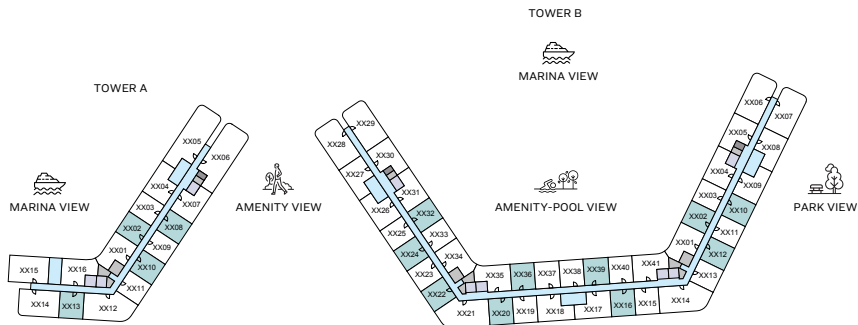 TOWER B
MARINA VIEW
TOWER A
MARINA VIEW
AMENITY VIEW
AMENITY-POOL VIEW
PARK VIEW
XX05
XX06
XX04
XX03
XX07
XX02
XX08
XX01
XX09
XX10
XX11
XX15
XX16
XX14
XX13
XX12
XX29
XX28
XX30
XX27
XX31
XX26
XX32
XX25
XX33
XX24
XX34
XX23
XX22
XX21
XX35
XX36
XX37
XX38
XX39
XX40
XX41
XX20
XX19
XX18
XX17
XX16
XX15
XX14
XX06
XX07
XX05
XX08
XX04
XX09
XX03
XX10
XX02
XX11
XX01
XX12
XX13